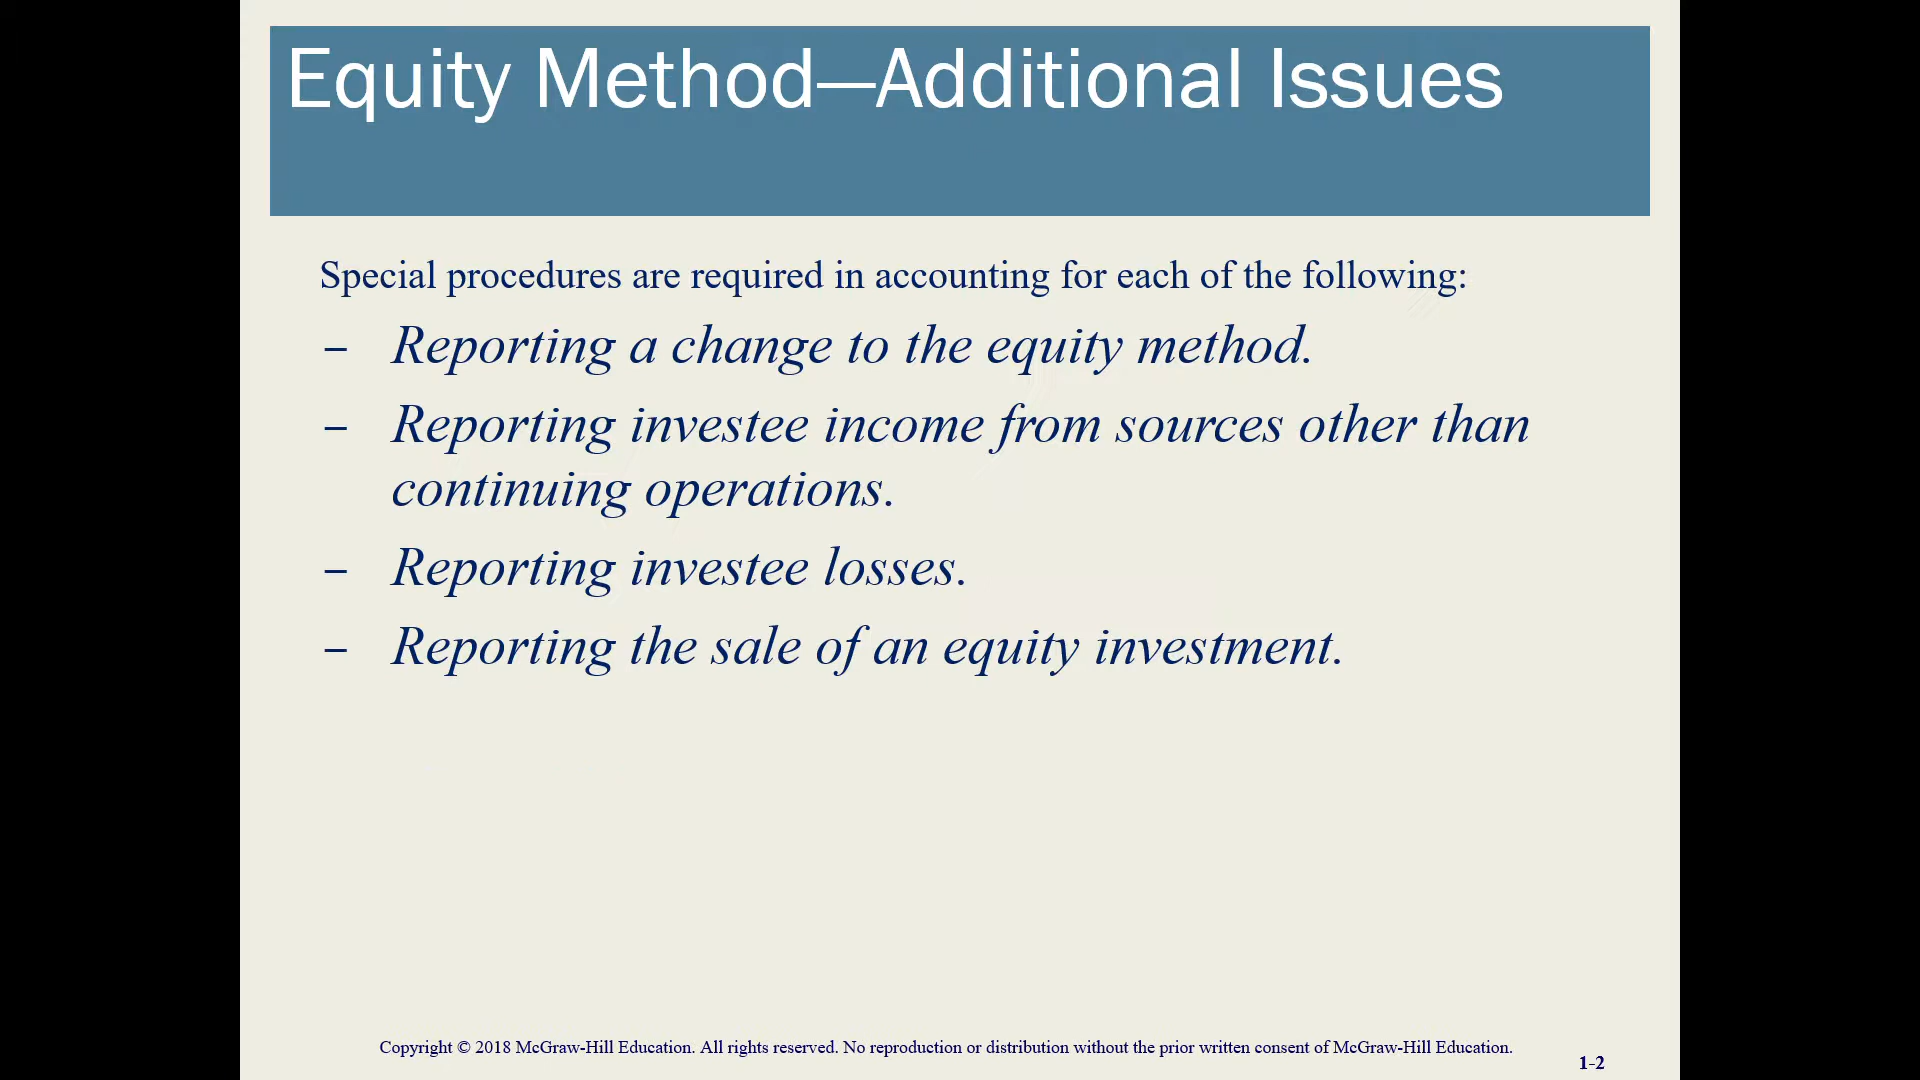 Equity Method—Additional Issues
Special procedures are required in accounting for each of the following:
– Reporting a change to the equity method.
– Reporting investee income from sources other than
continuing operations.
– Reporting investee losses.
– Reporting the sale of an equity investment.
Copyright © 2018 McGraw-Hill Education. All rights reserved. No reproduction or distribution without the prior written consent of McGraw-Hill Education.
1-2